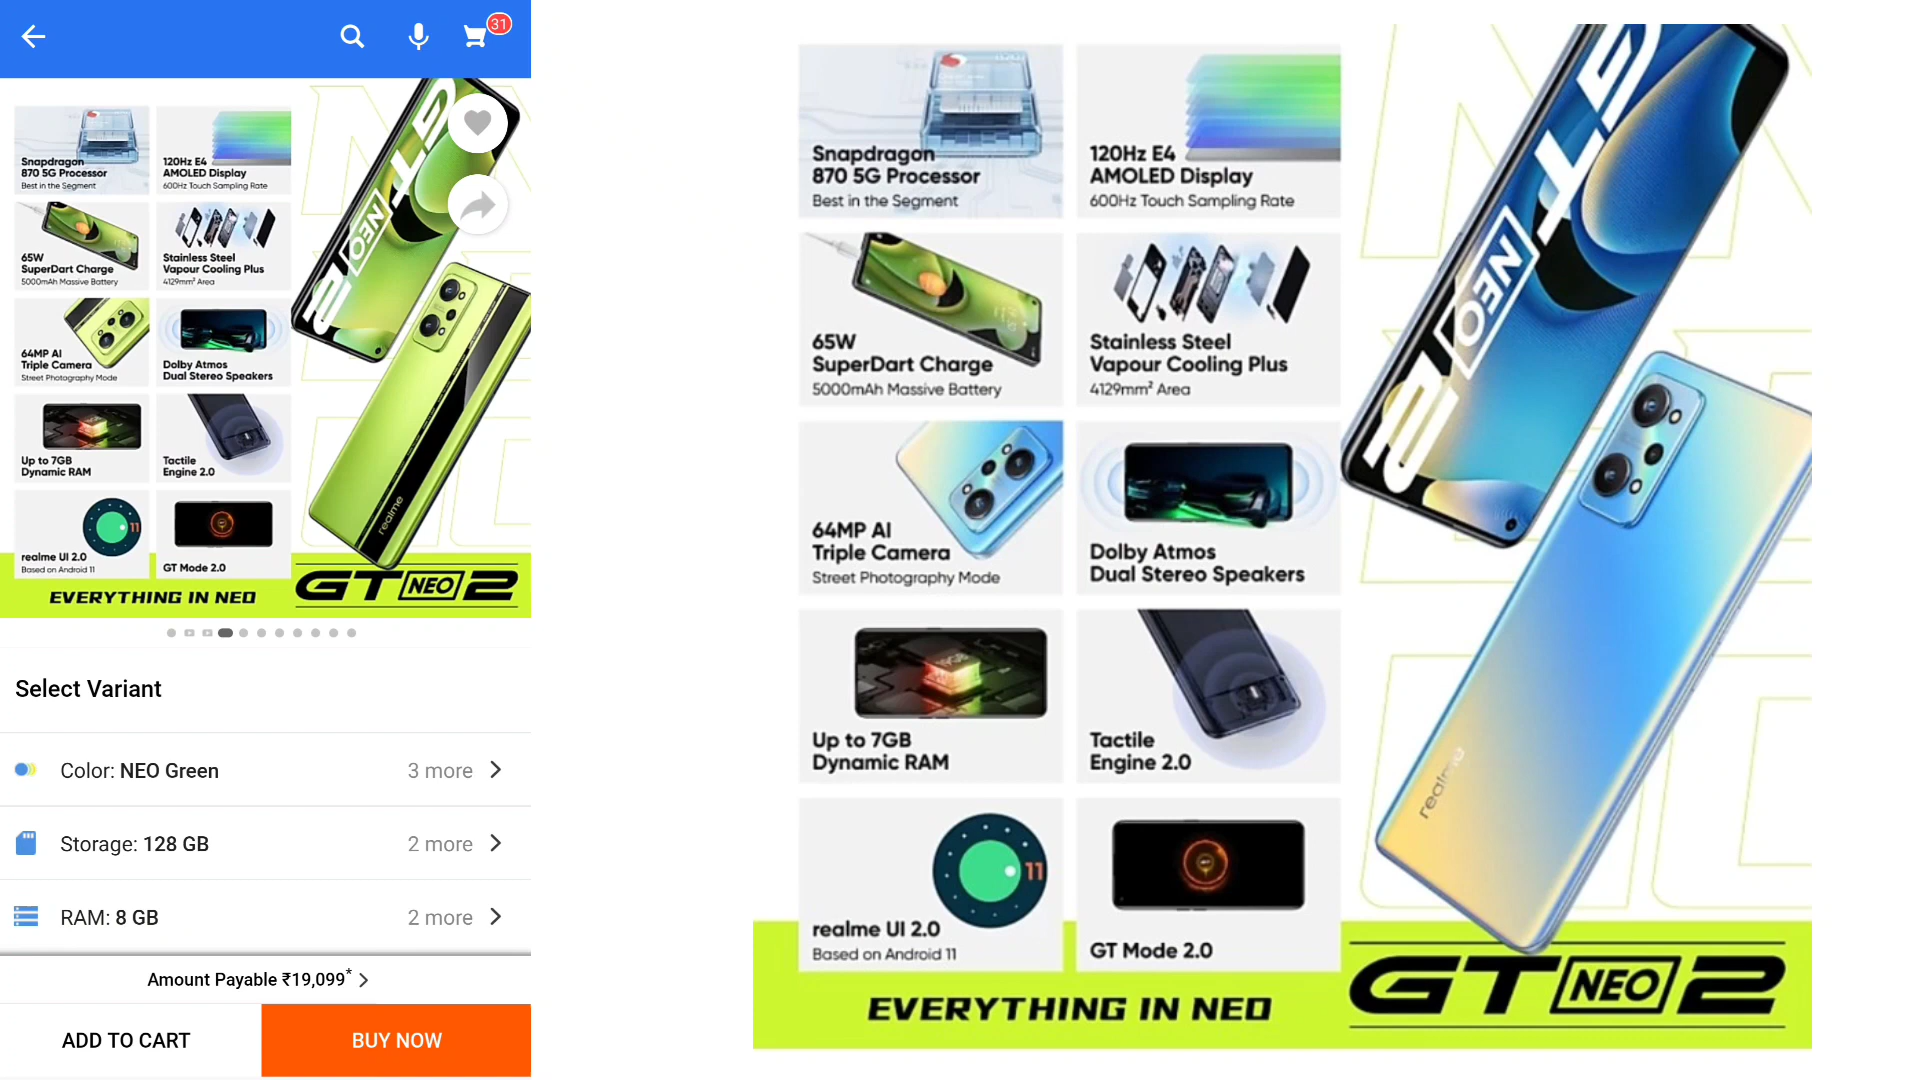 31
Snapdragon
870 5G Processor
Best in the Segment
120Hz E4
AMOLED Display
600Hz Touch Sampling Rate
65W
SuperDart Charge
5000mAh Massive Battery
Stainless Steel
Vapour Cooling Plus
4129mm² Area
64MP AI
Triple Camera
Street Photography Mode
Dolby Atmos
Dual Stereo Speakers
Up to 7GB
Dynamic RAM
Tactile
Engine 2.0
11
realme UI 2.0
Based on Android 11
GT Mode 2.0
GT NEO 2
realme
EVERYTHING IN NEO
GT NEO 2
Select Variant
Color: NEO Green
3 more
Storage: 128 GB
2 more
RAM: 8 GB
2 more
Amount Payable ₹19,099*
ADD TO CART
BUY NOW
Snapdragon
870 5G Processor
Best in the Segment
120Hz E4
AMOLED Display
600Hz Touch Sampling Rate
65W
SuperDart Charge
5000mAh Massive Battery
Stainless Steel
Vapour Cooling Plus
4129mm² Area
64MP AI
Triple Camera
Street Photography Mode
Dolby Atmos
Dual Stereo Speakers
Up to 7GB
Dynamic RAM
Tactile
Engine 2.0
11
realme UI 2.0
Based on Android 11
GT Mode 2.0
GT NEO 2
realme
EVERYTHING IN NEO
GT NEO 2